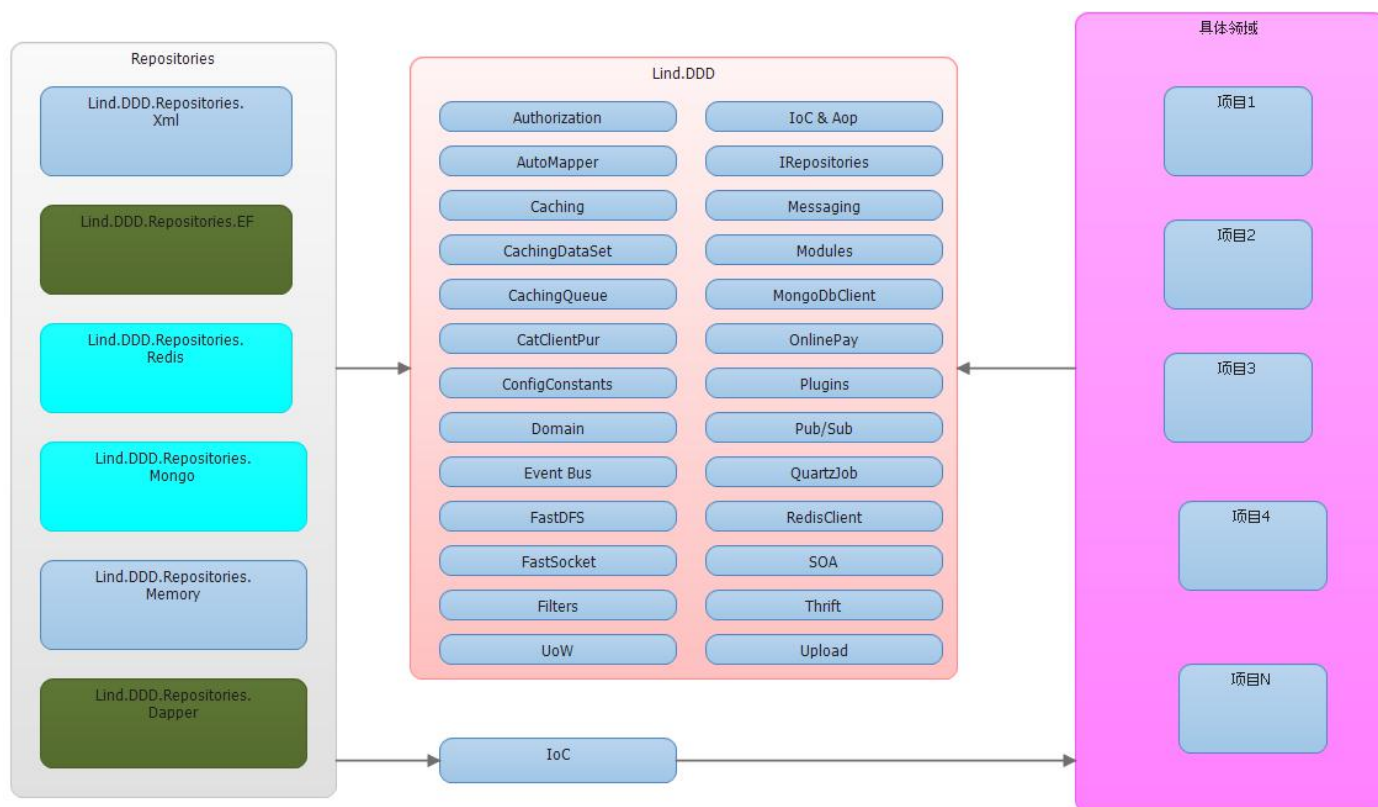 Repositories
Lind.DDD.Repositories.
Xml
Lind.DDD.Repositories.EF
Lind.DDD.Repositories.
Redis
Lind.DDD.Repositories.
Mongo
Lind.DDD.Repositories.
Memory
Lind.DDD.Repositories.
Dapper
Lind.DDD
Authorization
IoC & Aop
AutoMapper
IRepositories
Caching
Messaging
CachingDataSet
Modules
CachingQueue
MongoDbClient
CatClientPur
OnlinePay
ConfigConstants
Plugins
Domain
Pub/Sub
Event Bus
QuartzJob
FastDFS
RedisClient
FastSocket
SOA
Filters
Thrift
UoW
Upload
IoC
具体领域
项目1
项目2
项目3
项目4
项目N